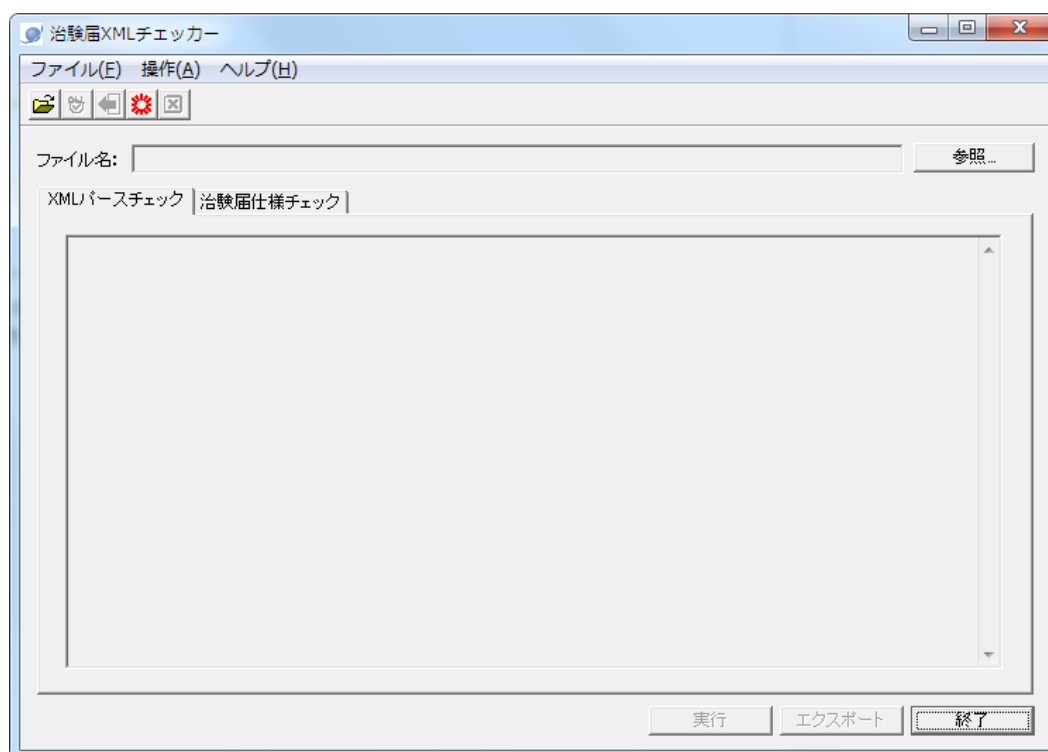 治験届XMLチェッカー
ファイル(F) 操作(A) ヘルプ(H)
ファイル名: 参照...
XMLパースチェック 治験届仕様チェック
実行 エクスポート 終了